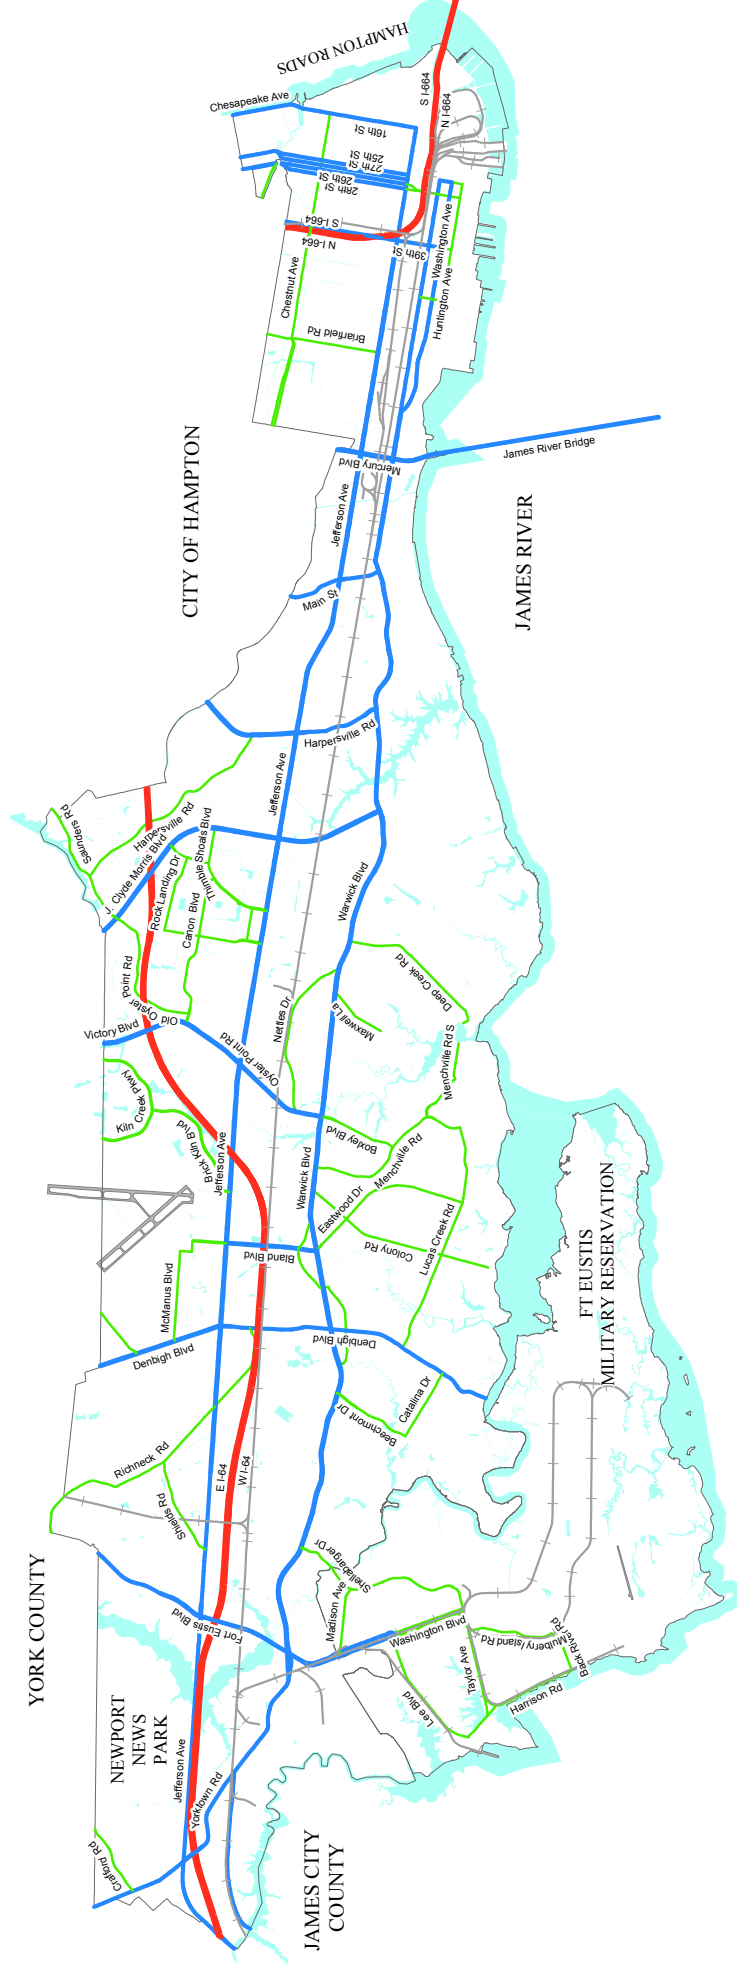 HAMPTON ROADS
Chesapeake Ave
S I-664
N I-664
16th St
25th St
27th St
26th St
28th St
S I-664
N I-664
39th St
Washington Ave
Huntington Ave
Chestnut Ave
Briarfield Rd
CITY OF HAMPTON
Mercury Blvd
James River Bridge
Jefferson Ave
JAMES RIVER
Main St
Harpersville Rd
Jefferson Ave
Saunders Rd
Harpersville Rd
J. Clyde Morris Blvd
Thimble Shoals Blvd
Rock Landing Dr
Canon Blvd
Warwick Blvd
Old Oyster Point Rd
Victory Blvd
Deep Creek Rd
Nettles Dr
Maxwell La
Oyster Point Rd
Menchville Rd S
Kiln Creek Pkwy
Brick Kiln Blvd
Jefferson Ave
Boxley Blvd
Menchville Rd
Warwick Blvd
Eastwood Dr
Colony Rd
Lucas Creek Rd
Bland Blvd
McManus Blvd
FT EUSTIS
MILITARY RESERVATION
Denbigh Blvd
Denbigh Blvd
Catalina Dr
Beechmont Dr
Richneck Rd
E I-64
W I-64
Shields Rd
YORK COUNTY
Shellabarger Dr
Madison Ave
Fort Eustis Blvd
Washington Blvd
Mulberry Island Rd
Back River Rd
Taylor Ave
Harrison Rd
Lee Blvd
NEWPORT
NEWS
PARK
Jefferson Ave
Yorktown Rd
Crafford Rd
JAMES CITY
COUNTY